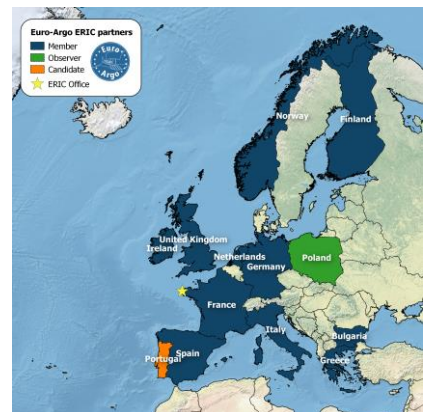 Euro-Argo ERIC partners
Member
Observer
Candidate
ERIC Office
Euro
Argo
Norway
Finland
United Kingdom
Ireland
Netherlands
Germany
Poland
France
Italy
Bulgaria
Portugal
Spain
Greece